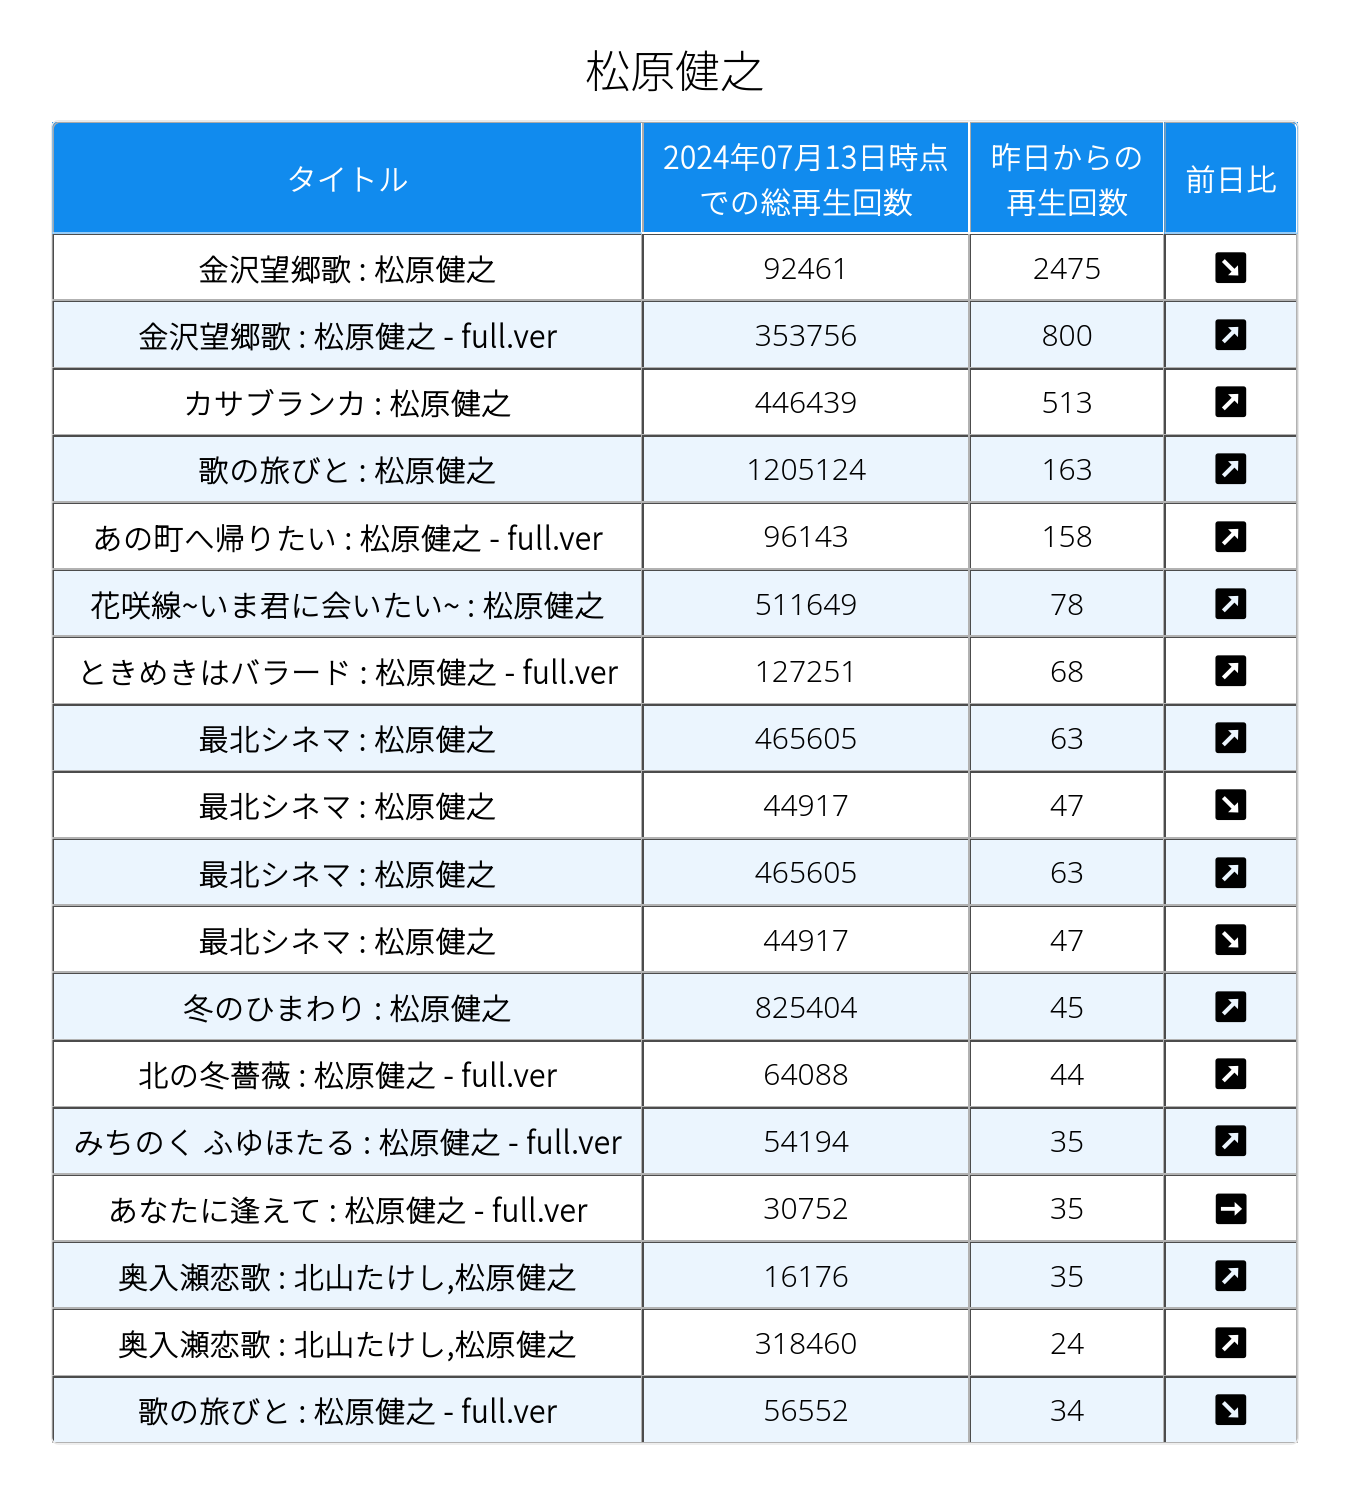 松原健之
タイトル 2024年07月13日時点での総再生回数 昨日からの再生回数 前日比
金沢望郷歌 : 松原健之 92461 2475 ↘
金沢望郷歌 : 松原健之 - full.ver 353756 800 ↗
カサブランカ : 松原健之 446439 513 ↗
歌の旅びと : 松原健之 1205124 163 ↗
あの町へ帰りたい : 松原健之 - full.ver 96143 158 ↗
花咲線~いま君に会いたい~ : 松原健之 511649 78 ↗
ときめきはバラード : 松原健之 - full.ver 127251 68 ↗
最北シネマ : 松原健之 465605 63 ↗
最北シネマ : 松原健之 44917 47 ↘
最北シネマ : 松原健之 465605 63 ↗
最北シネマ : 松原健之 44917 47 ↘
冬のひまわり : 松原健之 825404 45 ↗
北の冬薔薇 : 松原健之 - full.ver 64088 44 ↗
みちのく ふゆほたる : 松原健之 - full.ver 54194 35 ↗
あなたに逢えて : 松原健之 - full.ver 30752 35 →
奥入瀬恋歌 : 北山たけし,松原健之 16176 35 ↗
奥入瀬恋歌 : 北山たけし,松原健之 318460 24 ↗
歌の旅びと : 松原健之 - full.ver 56552 34 ↘